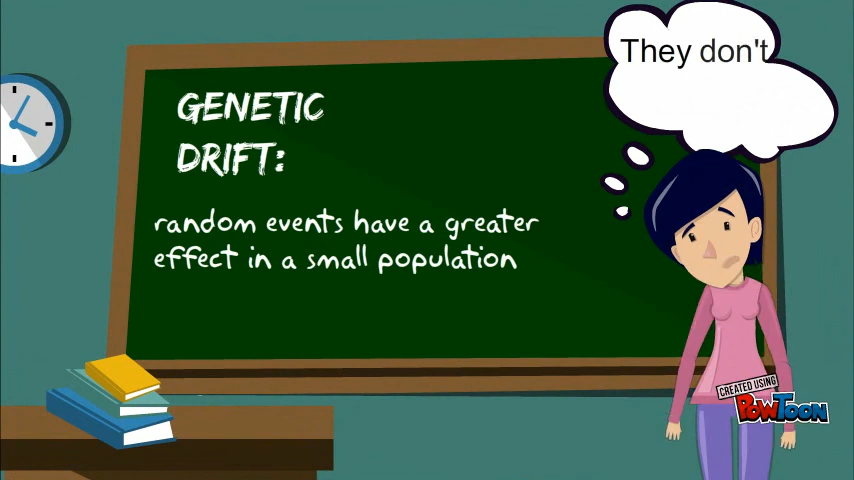 GENETIC
DRIFT:
random events have a greater
effect in a small population
They don't
CREATED USING
POWTOON